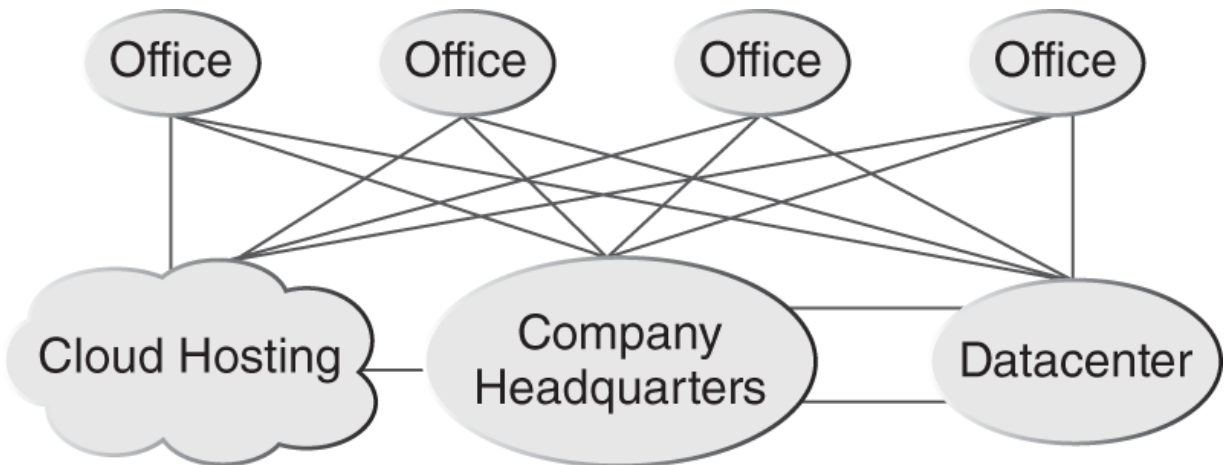 Office
Office
Office
Office
Cloud Hosting
Company
Headquarters
Datacenter